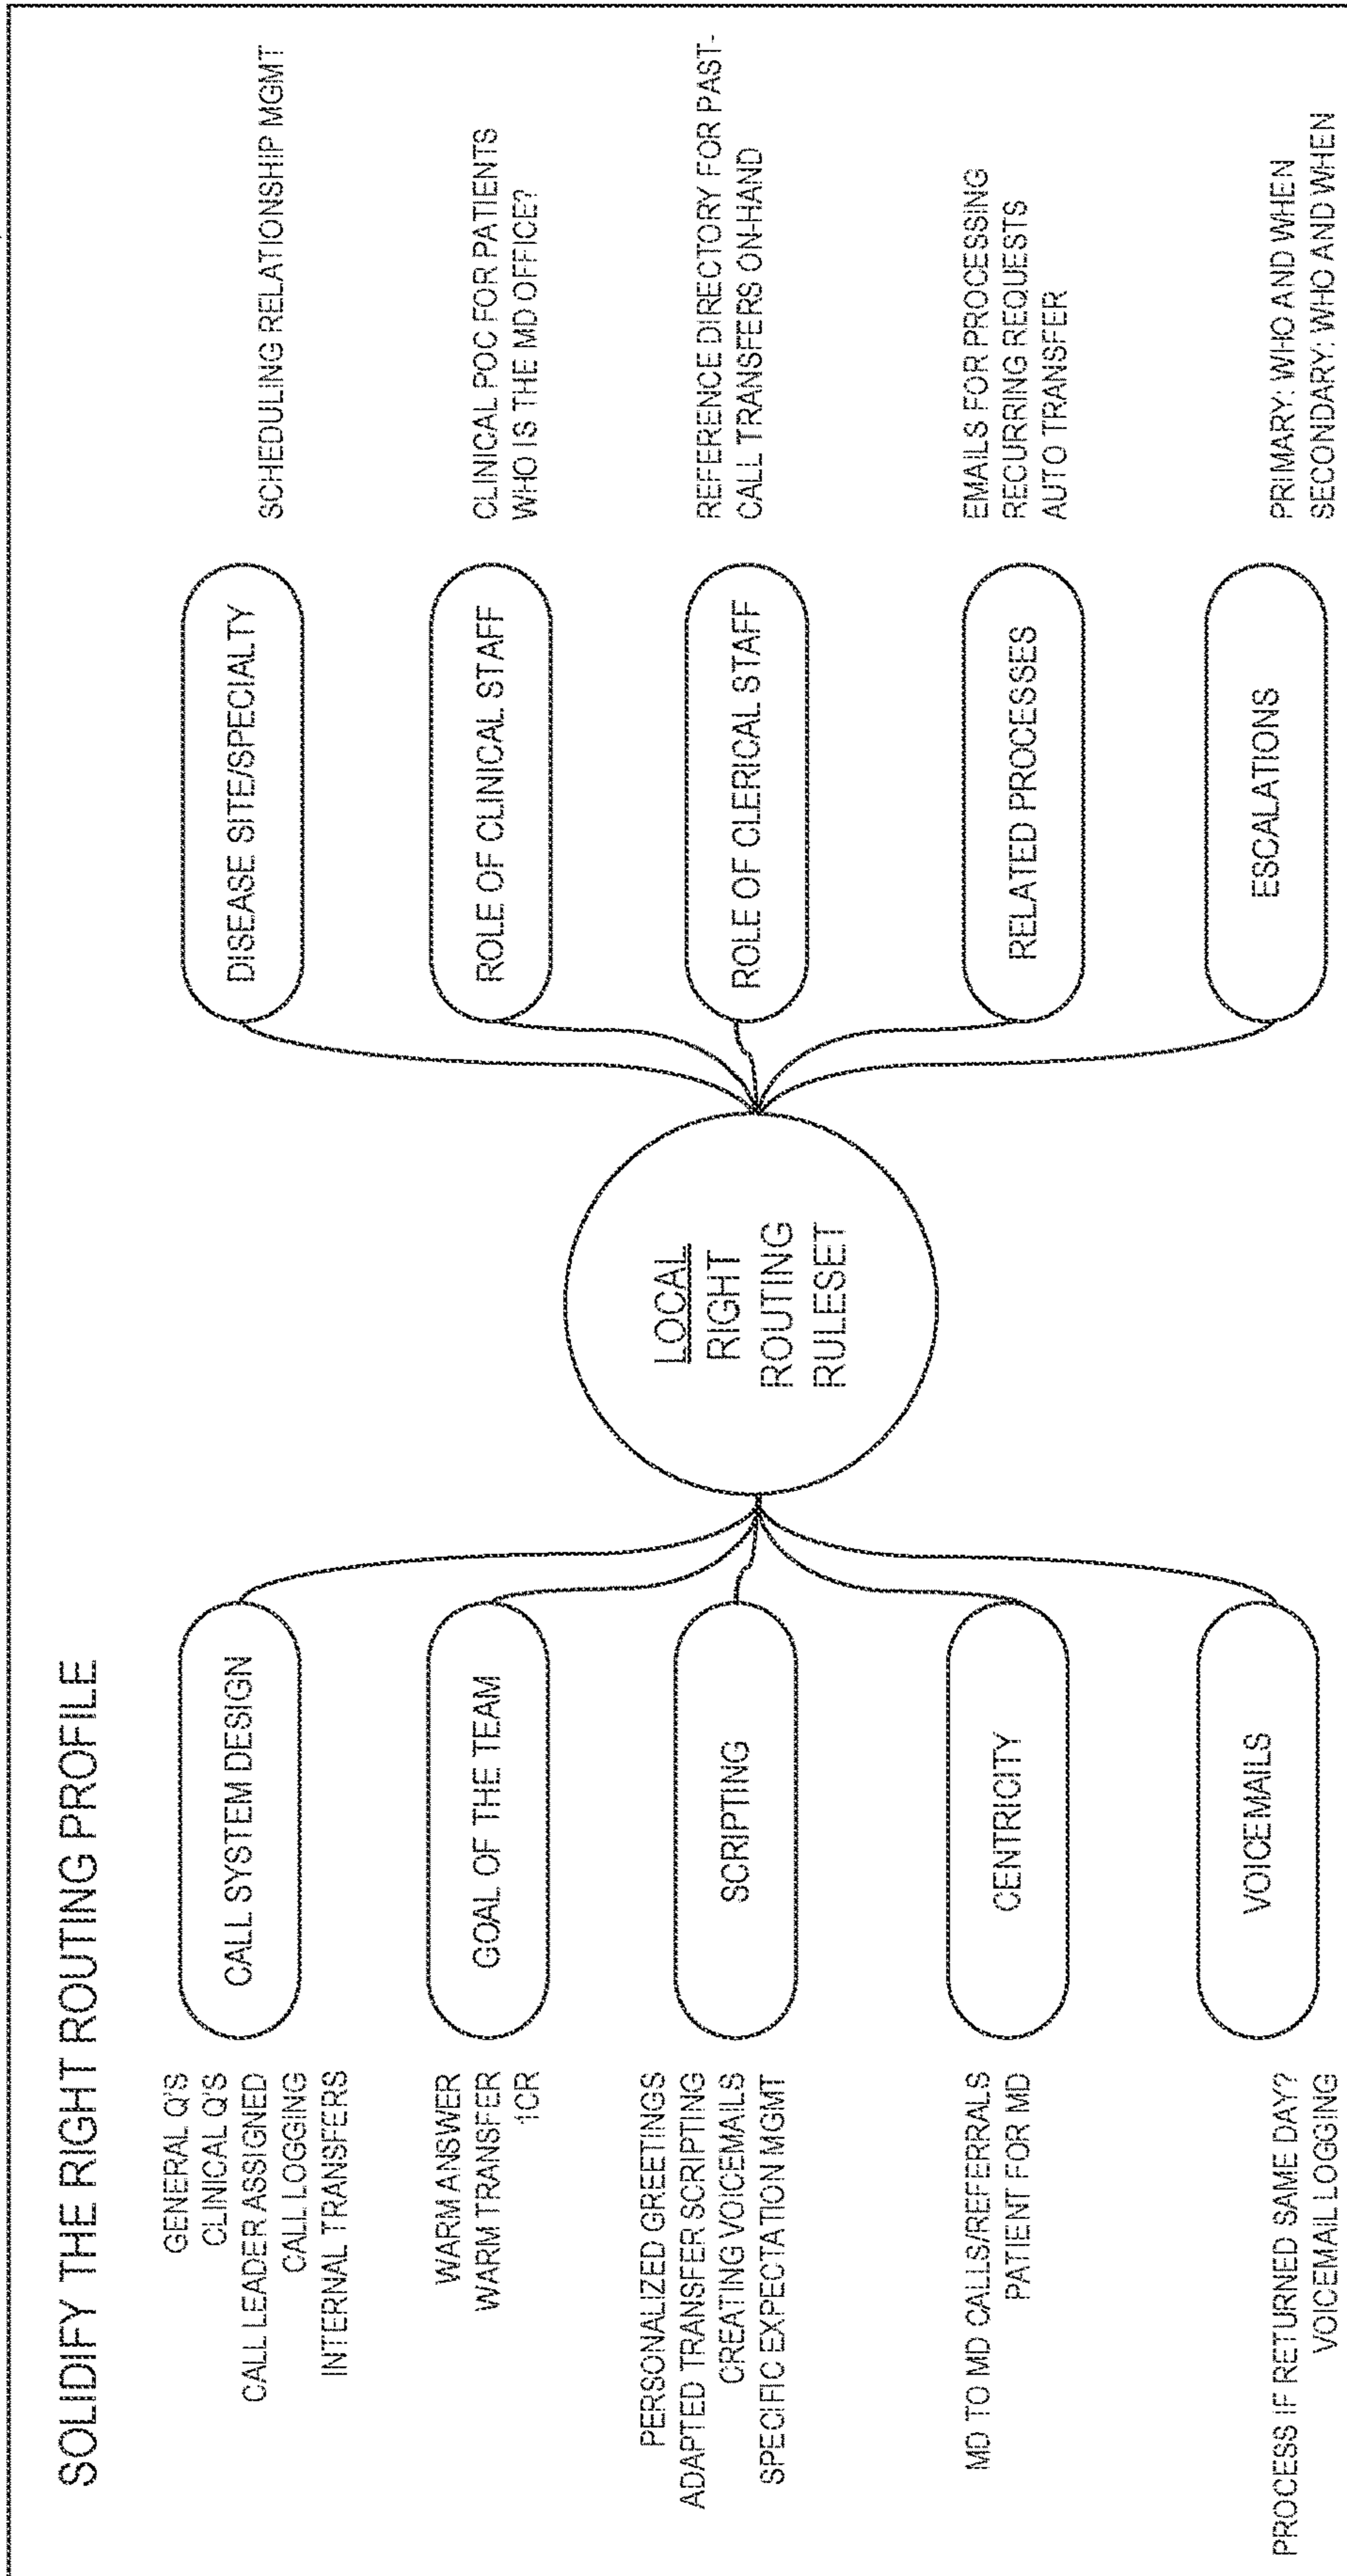 SOLIDIFY THE RIGHT ROUTING PROFILE
GENERAL Q'S
CLINICAL Q'S
CALL LEADER ASSIGNED
CALL LOGGING
INTERNAL TRANSFERS
CALL SYSTEM DESIGN
WARM ANSWER
WARM TRANSFER
1CR
GOAL OF THE TEAM
PERSONALIZED GREETINGS
ADAPTED TRANSFER SCRIPTING
CREATING VOICEMAILS
SPECIFIC EXPECTATION MGMT
SCRIPTING
MD TO MD CALLS/REFERRALS
PATIENT FOR MD
CENTRICITY
PROCESS IF RETURNED SAME DAY?
VOICEMAIL LOGGING
VOICEMAILS
LOCAL
RIGHT
ROUTING
RULESET
DISEASE SITE/SPECIALTY
SCHEDULING RELATIONSHIP MGMT
ROLE OF CLINICAL STAFF
CLINICAL POC FOR PATIENTS
WHO IS THE MD OFFICE?
ROLE OF CLERICAL STAFF
REFERENCE DIRECTORY FOR PAST-
CALL TRANSFERS ON-HAND
RELATED PROCESSES
EMAILS FOR PROCESSING
RECURRING REQUESTS
AUTO TRANSFER
ESCALATIONS
PRIMARY: WHO AND WHEN
SECONDARY: WHO AND WHEN